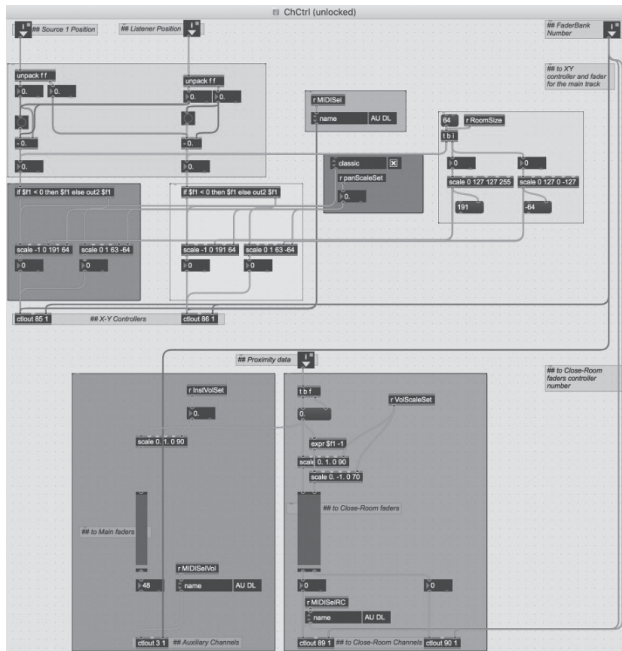 ChCtrl (unlocked)
## Source 1 Position
## Listener Position
## FaderBank
Number
## to XY
controller and fader
for the main track
unpack f f
unpack f f
0.
0.
0.
0.
r MIDISel
name
AU DL
64
r RoomSize
t b i
0.
0.
classic
0
0
r panScaleSet
0.
scale 0 127 127 255
scale 0 127 0 -127
191
-64
if $f1 < 0 then $f1 else out2 $f1
if $f1 < 0 then $f1 else out2 $f1
scale -1 0 191 64
scale 0 1 63 -64
scale -1 0 191 64
scale 0 1 63 -64
0
0
0
0
ctlout 85 1
## X-Y Controllers
ctlout 86 1
## Proximity data
## to Close-Room
faders controller
number
r InstVolSet
0.
t b f
0.
r VolScaleSet
scale 0. 1. 0 90
expr $f1 -1
scale 0. 1. 0 90
scale 0. -1. 0 70
## to Close-Room faders
## to Main faders
r MIDISelVol
48
name
AU DL
0
0
r MIDISelRC
name
AU DL
ctlout 3 1
## Auxiliary Channels
ctlout 89 1
## to Close-Room Channels
ctlout 90 1